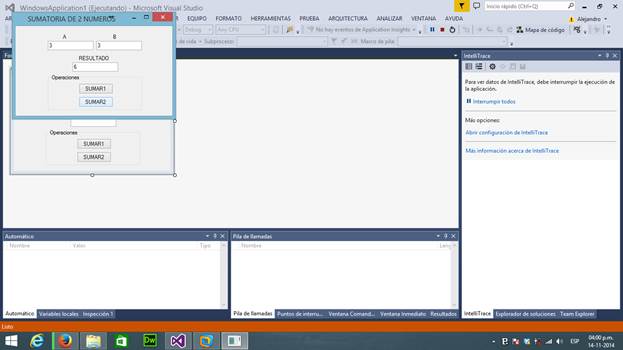 WindowsApplication1 (Ejecutando) - Microsoft Visual Studio
Inicio rápido (Ctrl+Q)
SUMATORIA DE 2 NUMEROS
EQUIPO FORMATO HERRAMIENTAS PRUEBA ARQUITECTURA ANALIZAR VENTANA AYUDA
Alejandro
Debug Any CPU
No hay eventos de Application Insights
Mapa de código
de vida Subproceso:
Marco de pila:
A B
3 3
RESULTADO
6
Operaciones
SUMAR1
SUMAR2
Operaciones
SUMAR1
SUMAR2
IntelliTrace
Para ver datos de IntelliTrace, debe interrumpir la ejecución de
la aplicación.
Interrumpir todos
Más opciones:
Abrir configuración de IntelliTrace
Más información acerca de IntelliTrace
Automático
Nombre Valor Tipo
Pila de llamadas
Nombre Leng
Automático Variables locales Inspección 1
Pila de llamadas Puntos de interru... Ventana Comand... Ventana Inmediato Resultados
IntelliTrace Explorador de soluciones Team Explorer
Listo
Dw
ESP
04:00 p.m.
14-11-2014